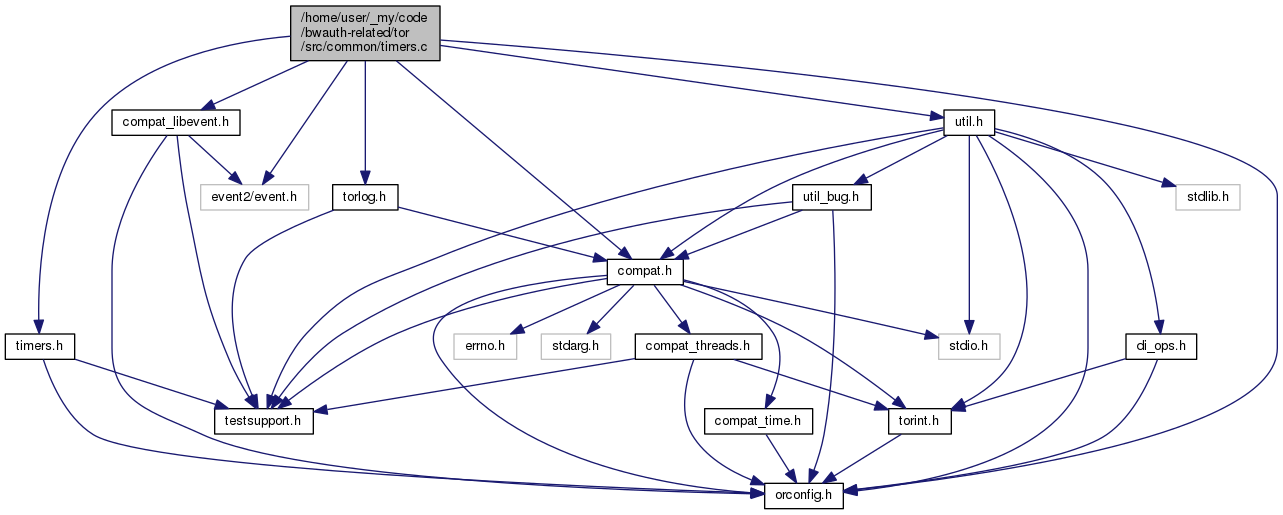 /home/user/_my/code
/bwauth-related/tor
/src/common/timers.c
compat_libevent.h
util.h
event2/event.h
torlog.h
util_bug.h
stdlib.h
compat.h
timers.h
errno.h
stdarg.h
compat_threads.h
stdio.h
di_ops.h
testsupport.h
compat_time.h
torint.h
orconfig.h